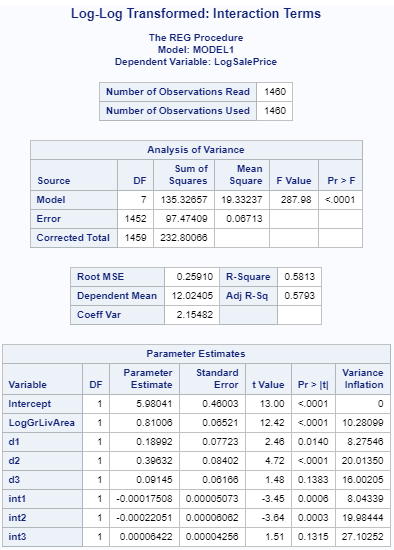 Log-Log Transformed: Interaction Terms
The REG Procedure
Model: MODEL1
Dependent Variable: LogSalePrice
Number of Observations Read 1460
Number of Observations Used 1460
Analysis of Variance
Source DF Sum of Squares Mean Square F Value Pr > F
Model 7 135.32657 19.33237 287.98 <.0001
Error 1452 97.47409 0.06713
Corrected Total 1459 232.80066
Root MSE 0.25910 R-Square 0.5813
Dependent Mean 12.02405 Adj R-Sq 0.5793
Coeff Var 2.15482
Parameter Estimates
Variable DF Parameter Estimate Standard Error t Value Pr > |t| Variance Inflation
Intercept 1 5.98041 0.46003 13.00 <.0001 0
LogGrLivArea 1 0.81006 0.06521 12.42 <.0001 10.28099
d1 1 0.18992 0.07723 2.46 0.0140 8.27546
d2 1 0.39632 0.08402 4.72 <.0001 20.01350
d3 1 0.09145 0.06166 1.48 0.1383 16.00205
int1 1 -0.00017508 0.00005073 -3.45 0.0006 8.04339
int2 1 -0.00022051 0.00006062 -3.64 0.0003 19.98444
int3 1 0.00006422 0.00004256 1.51 0.1315 27.10252